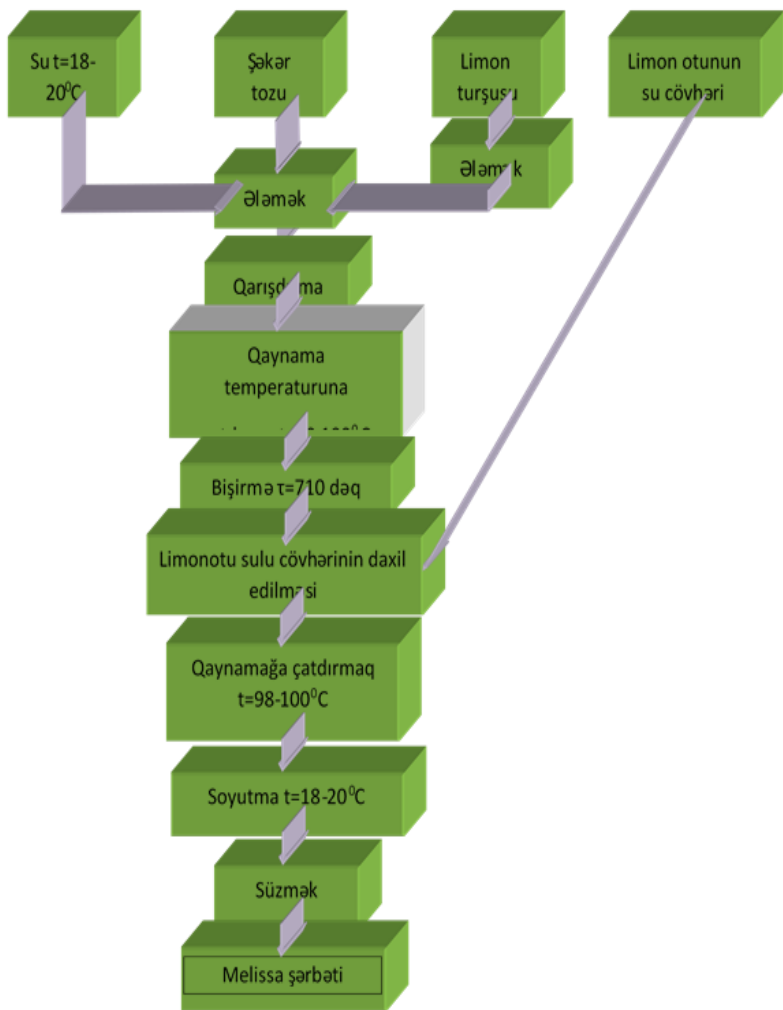 Su t=18-
20⁰C
Şəkər
tozu
Limon
turşusu
Limon otunun
su cövhəri
Ələmək
Ələmək
Qaynama
temperaturuna
Bişirmə τ=710 dəq
Limonotu sulu cövhərinin daxil
edilməsi
Qaynamağa çatdırmaq
t=98-100⁰C
Soyutma t=18-20⁰C
Süzmək
Melissa şərbəti